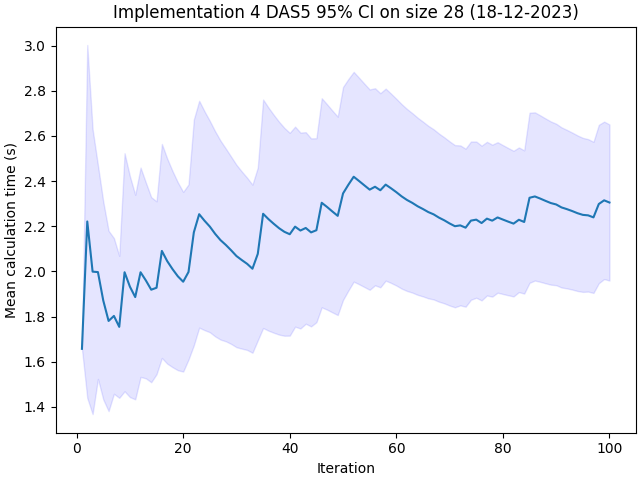 Implementation 4 DAS5 95% CI on size 28 (18-12-2023)
Mean calculation time (s)
3.0
2.8
2.6
2.4
2.2
2.0
1.8
1.6
1.4
0 20 40 60 80 100
Iteration